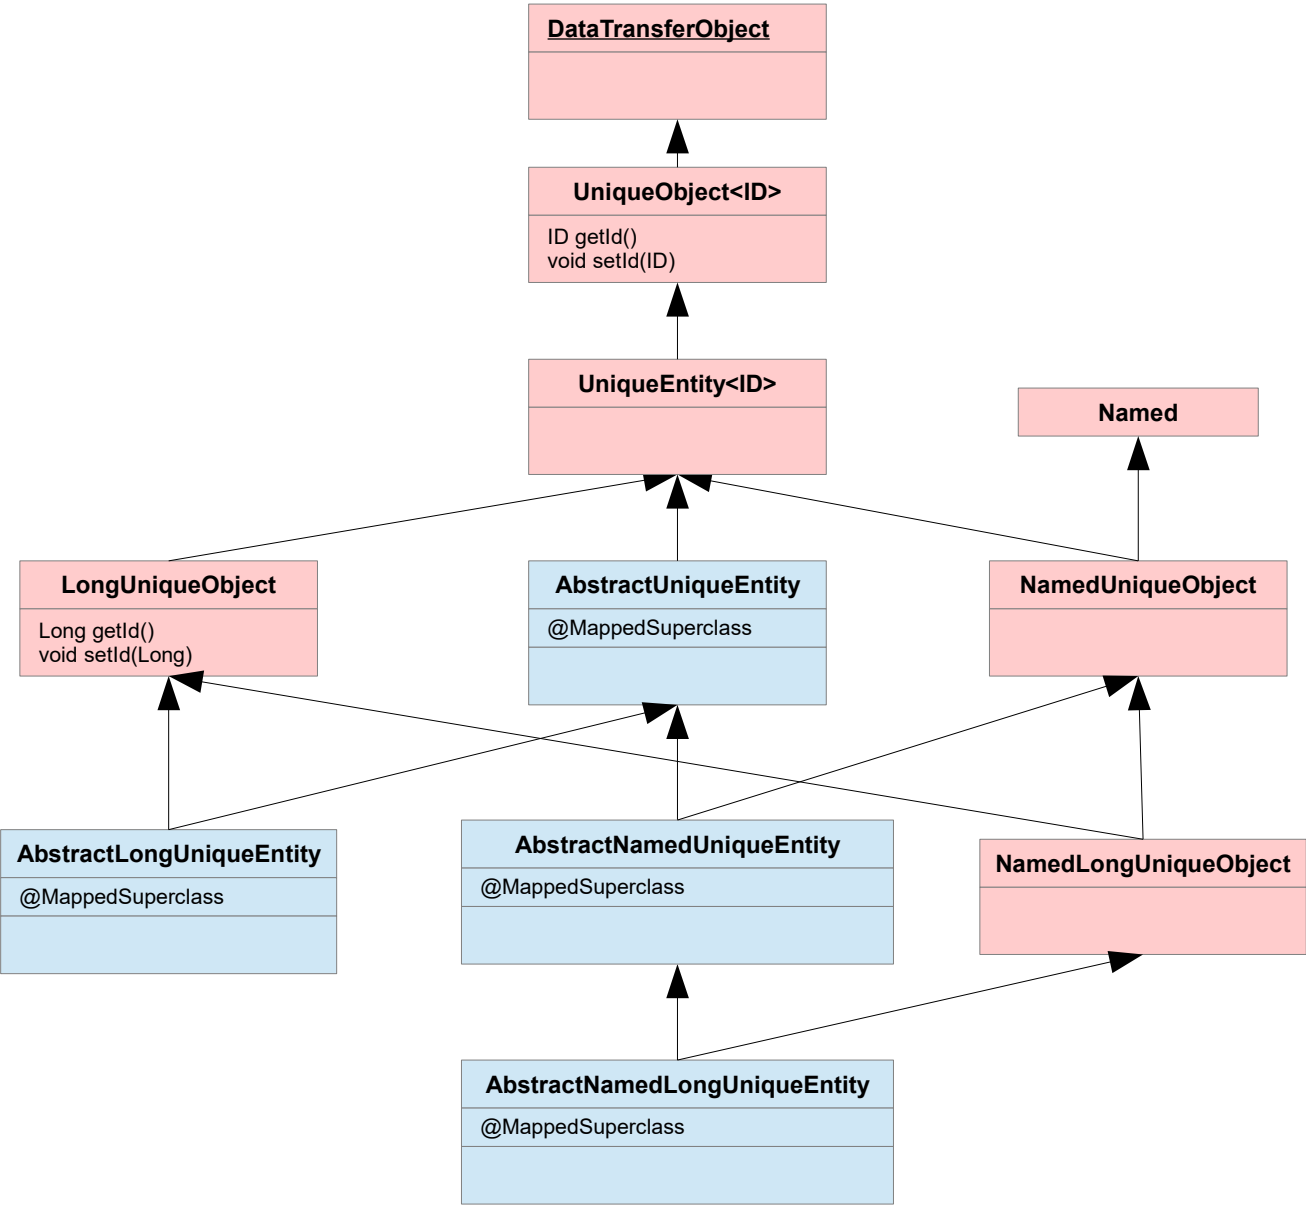 DataTransferObject
UniqueObject<ID>
ID getId()
void setId(ID)
UniqueEntity<ID>
Named
LongUniqueObject
Long getId()
void setId(Long)
AbstractUniqueEntity
@MappedSuperclass
NamedUniqueObject
AbstractLongUniqueEntity
@MappedSuperclass
AbstractNamedUniqueEntity
@MappedSuperclass
NamedLongUniqueObject
AbstractNamedLongUniqueEntity
@MappedSuperclass